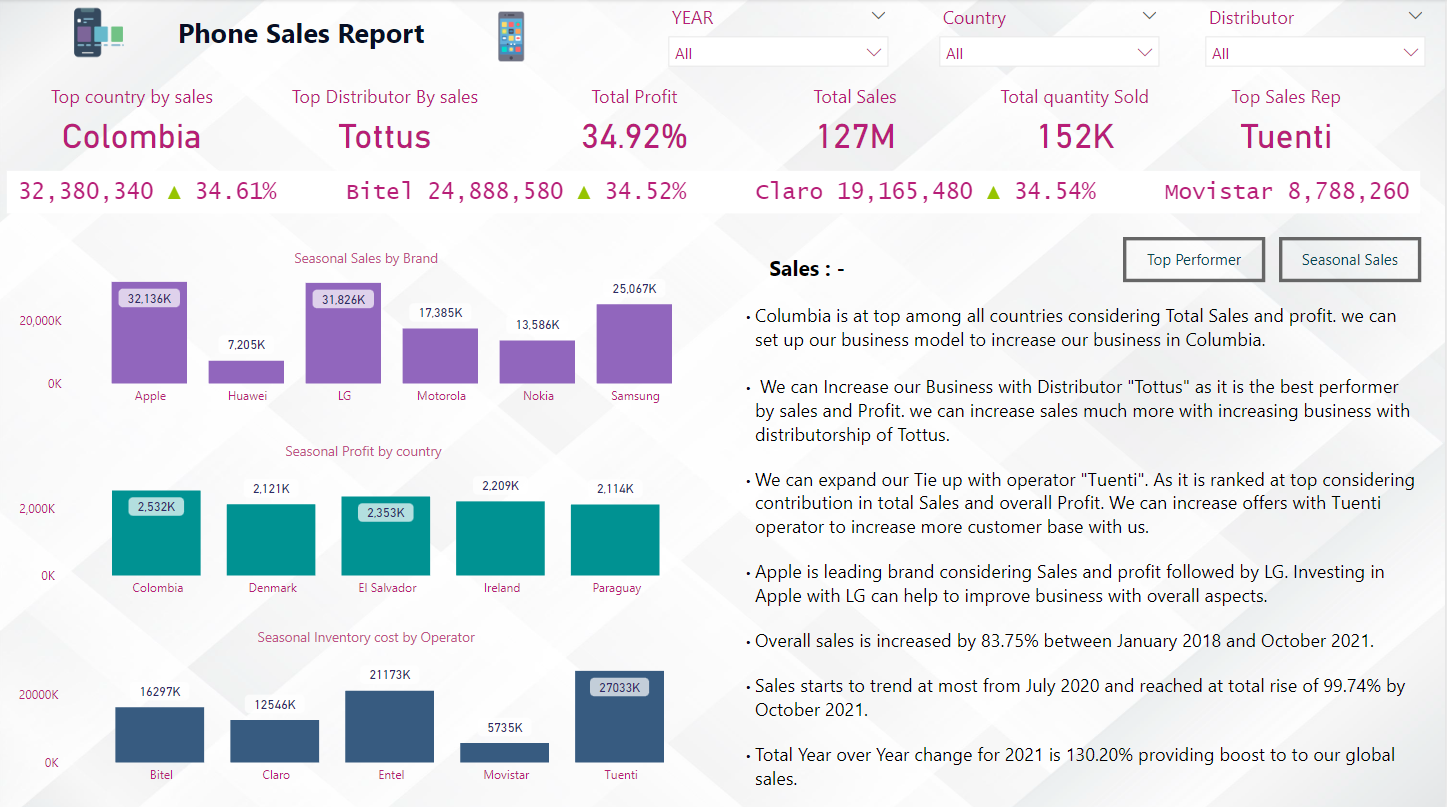 Phone Sales Report
YEAR
All
Country
All
Distributor
All
Top country by sales
Colombia
Top Distributor By sales
Tottus
Total Profit
34.92%
Total Sales
127M
Total quantity Sold
152K
Top Sales Rep
Tuenti
32,380,340 ▲ 34.61% Bitel 24,888,580 ▲ 34.52% Claro 19,165,480 ▲ 34.54% Movistar 8,788,260
Seasonal Sales by Brand
20,000K
0K
32,136K
7,205K
31,826K
17,385K
13,586K
25,067K
Apple
Huawei
LG
Motorola
Nokia
Samsung
Seasonal Profit by country
2,000K
0K
2,532K
2,121K
2,353K
2,209K
2,114K
Colombia
Denmark
El Salvador
Ireland
Paraguay
Seasonal Inventory cost by Operator
20000K
0K
16297K
12546K
21173K
5735K
27033K
Bitel
Claro
Entel
Movistar
Tuenti
Top Performer
Seasonal Sales
Sales : -
• Columbia is at top among all countries considering Total Sales and profit. we can
set up our business model to increase our business in Columbia.
• We can Increase our Business with Distributor "Tottus" as it is the best performer
by sales and Profit. we can increase sales much more with increasing business with
distributorship of Tottus.
• We can expand our Tie up with operator "Tuenti". As it is ranked at top considering
contribution in total Sales and overall Profit. We can increase offers with Tuenti
operator to increase more customer base with us.
• Apple is leading brand considering Sales and profit followed by LG. Investing in
Apple with LG can help to improve business with overall aspects.
• Overall sales is increased by 83.75% between January 2018 and October 2021.
• Sales starts to trend at most from July 2020 and reached at total rise of 99.74% by
October 2021.
• Total Year over Year change for 2021 is 130.20% providing boost to to our global
sales.